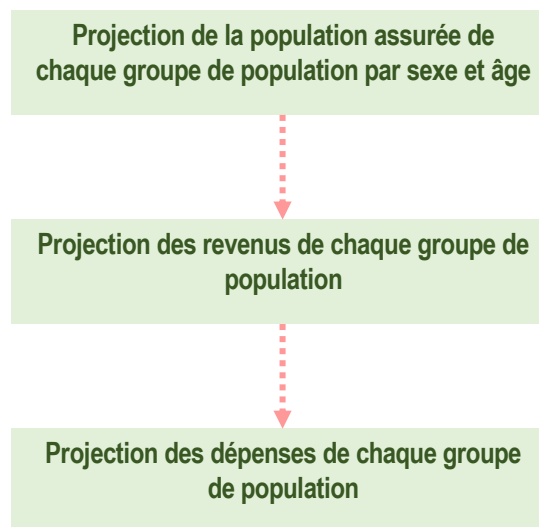 Projection de la population assurée de
chaque groupe de population par sexe et âge
Projection des revenus de chaque groupe de
population
Projection des dépenses de chaque groupe
de population